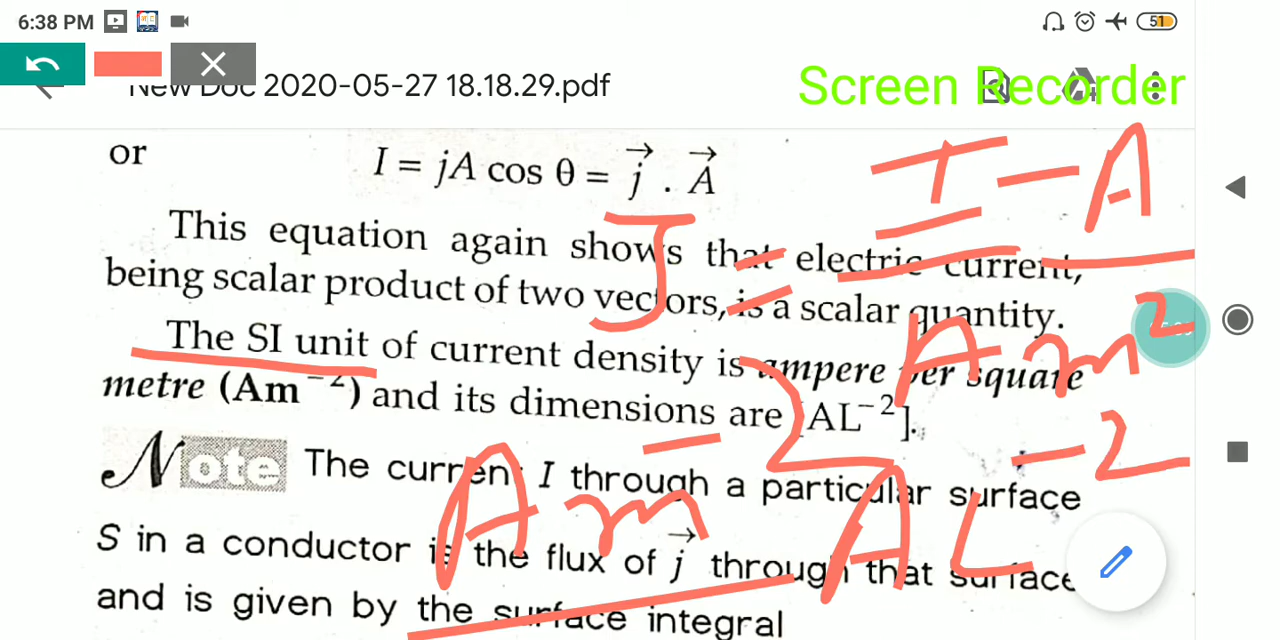 6:38 PM 51
New Doc 2020-05-27 18.18.29.pdf
Screen Recorder
or I = jA cos θ = j⃗ . A⃗
I - A
This equation again shows that electric current,
being scalar product of two vectors, is a scalar quantity.
J =
A m²
The SI unit of current density is ampere per square
metre (Am⁻²) and its dimensions are [AL⁻²].
Am⁻²
AL⁻²
Note The current I through a particular surface
S in a conductor is the flux of j⃗ through that surface
and is given by the surface integral